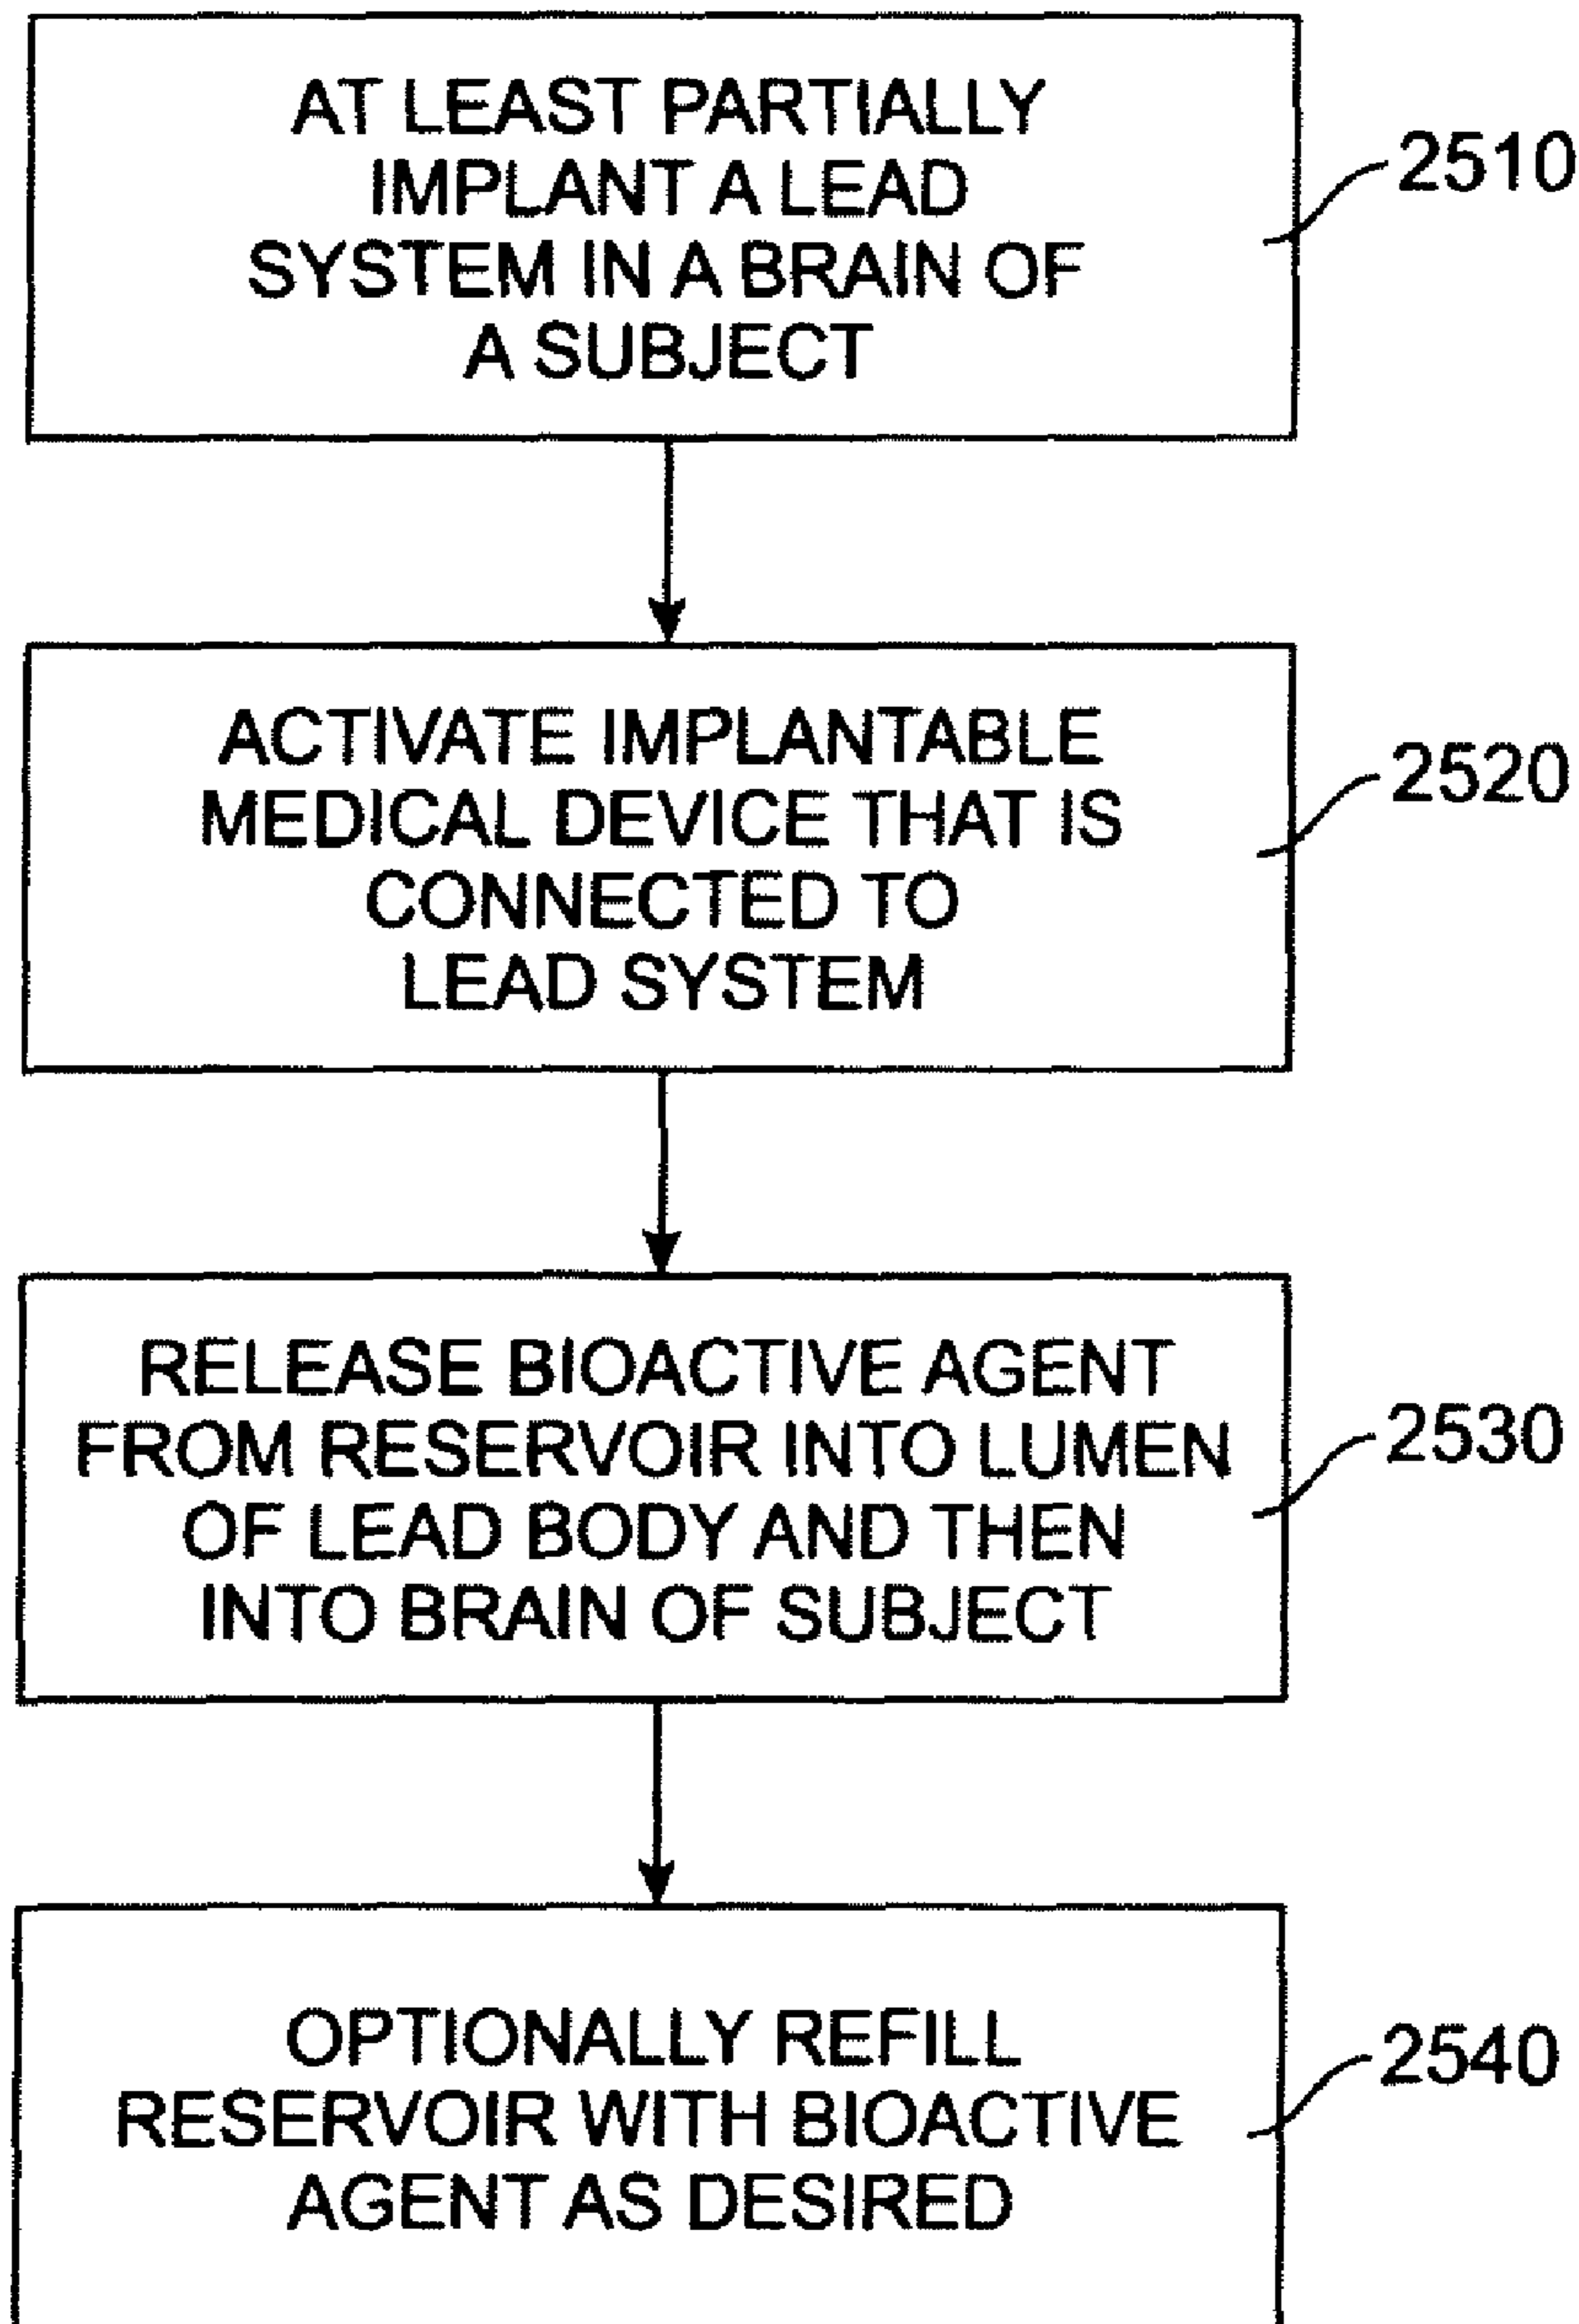 AT LEAST PARTIALLY
IMPLANT A LEAD
SYSTEM IN A BRAIN OF
A SUBJECT
2510
ACTIVATE IMPLANTABLE
MEDICAL DEVICE THAT IS
CONNECTED TO
LEAD SYSTEM
2520
RELEASE BIOACTIVE AGENT
FROM RESERVOIR INTO LUMEN
OF LEAD BODY AND THEN
INTO BRAIN OF SUBJECT
2530
OPTIONALLY REFILL
RESERVOIR WITH BIOACTIVE
AGENT AS DESIRED
2540